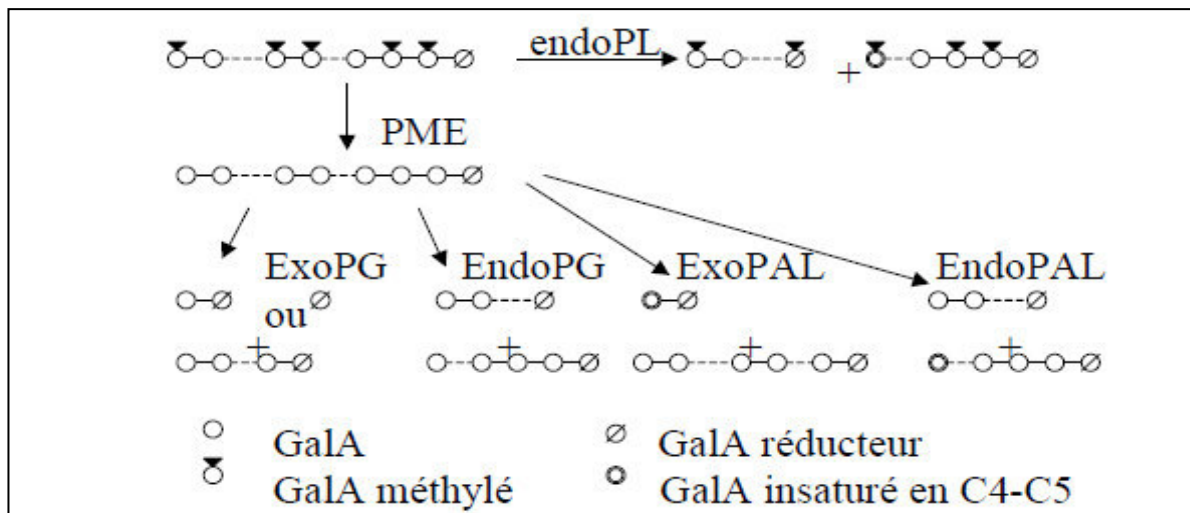 endoPL
+
PME
ExoPG EndoPG ExoPAL EndoPAL
ou
+ + + +
GalA GalA réducteur
GalA méthylé GalA insaturé en C4-C5